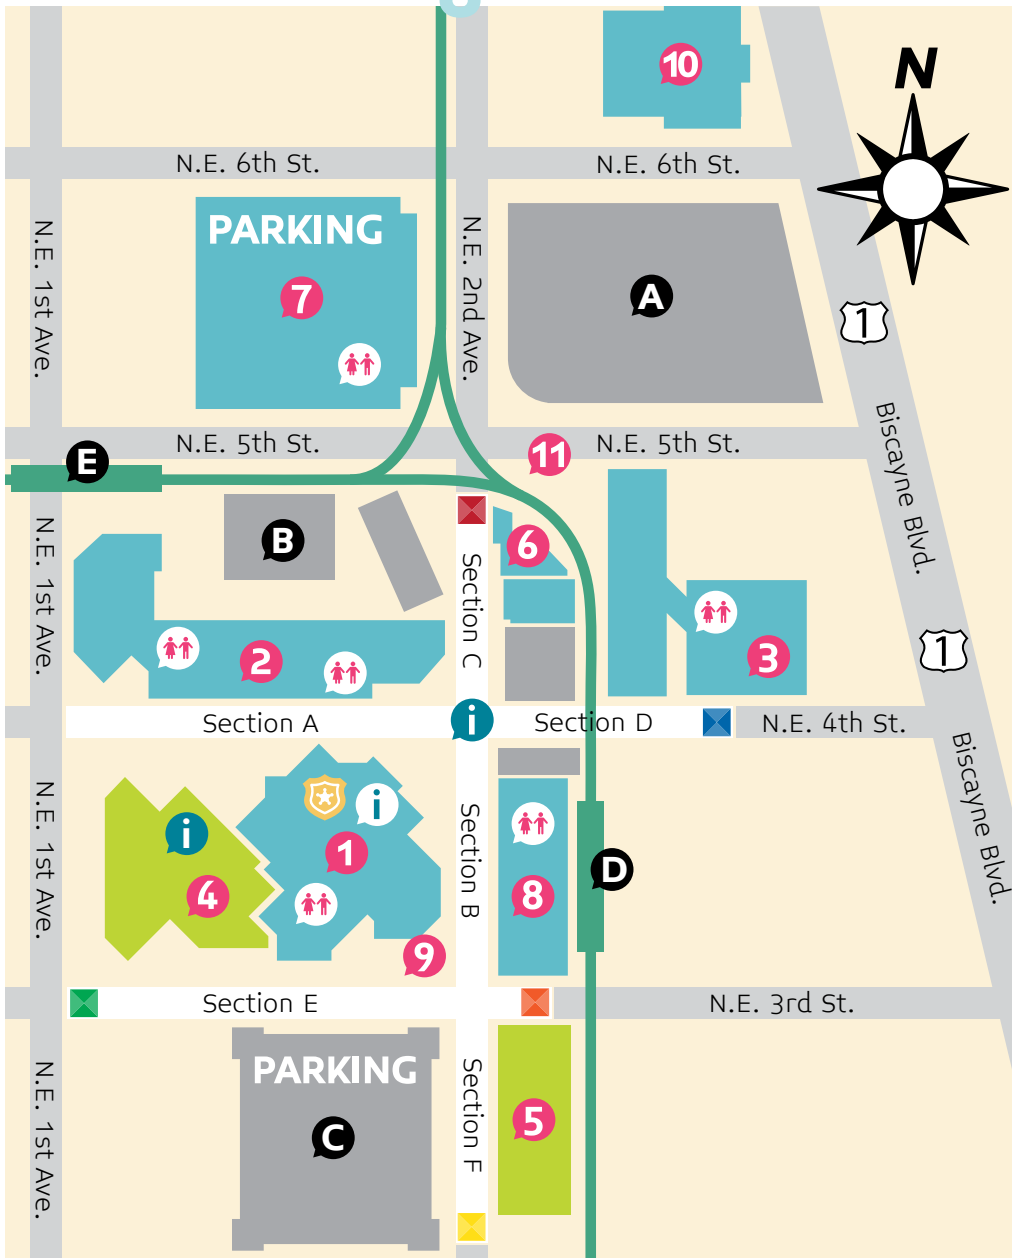 10
N
N.E. 6th St.
N.E. 6th St.
PARKING
N.E. 1st Ave.
N.E. 2nd Ave.
7
A
1
N.E. 5th St.
11
N.E. 5th St.
Biscayne Blvd.
E
B
6
N.E. 1st Ave.
Section C
2
3
1
Section A
i
Section D
N.E. 4th St.
Biscayne Blvd.
N.E. 1st Ave.
i
i
1
Section B
4
8
D
9
Section E
N.E. 3rd St.
PARKING
N.E. 1st Ave.
Section F
C
5